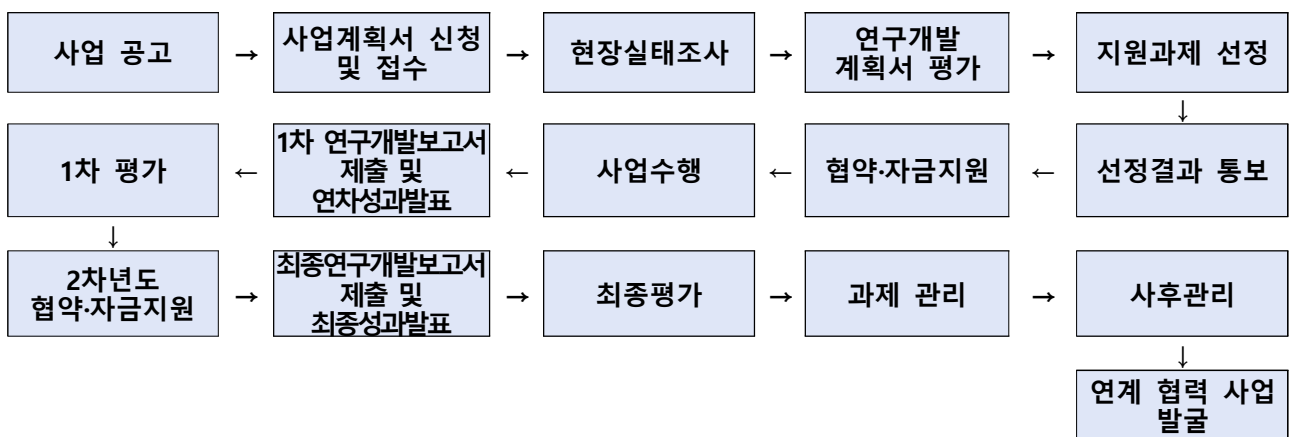 사업 공고
→
사업계획서 신청
및 접수
→
현장실태조사
→
연구개발
계획서 평가
→
지원과제 선정
↓
선정결과 통보
←
협약·자금지원
←
사업수행
←
1차 연구개발보고서
제출 및
연차성과발표
←
1차 평가
↓
2차년도
협약·자금지원
→
최종연구개발보고서
제출 및
최종성과발표
→
최종평가
→
과제 관리
→
사후관리
↓
연계 협력 사업
발굴